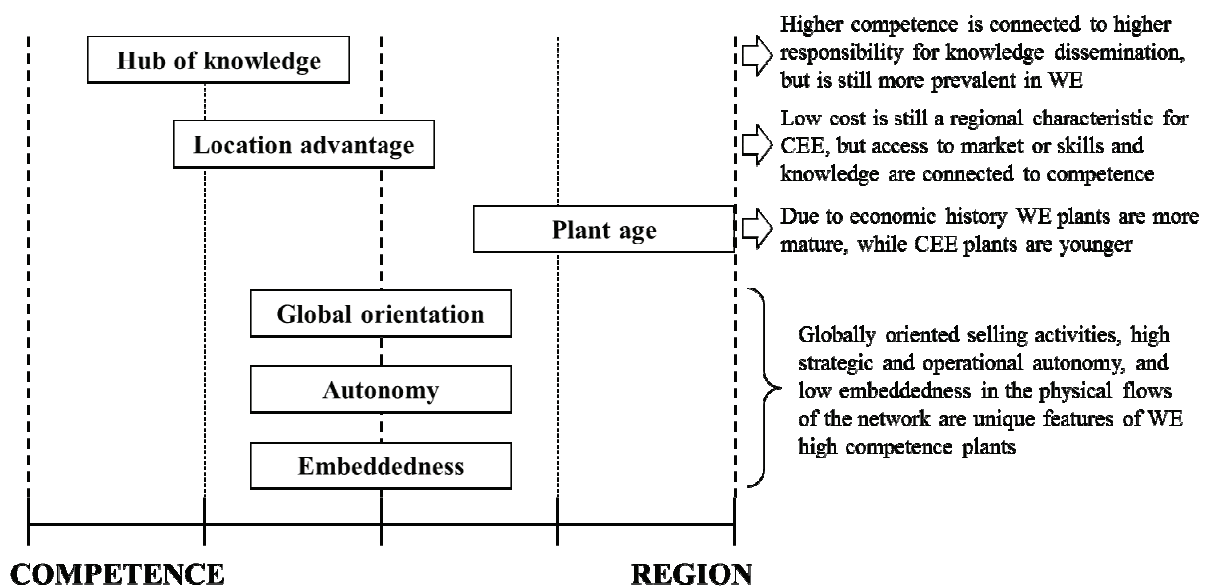 Hub of knowledge
Higher competence is connected to higher
responsibility for knowledge dissemination,
but is still more prevalent in WE
Location advantage
Low cost is still a regional characteristic for
CEE, but access to market or skills and
knowledge are connected to competence
Plant age
Due to economic history WE plants are more
mature, while CEE plants are younger
Global orientation
Autonomy
Embeddedness
Globally oriented selling activities, high
strategic and operational autonomy, and
low embeddedness in the physical flows
of the network are unique features of WE
high competence plants
COMPETENCE
REGION